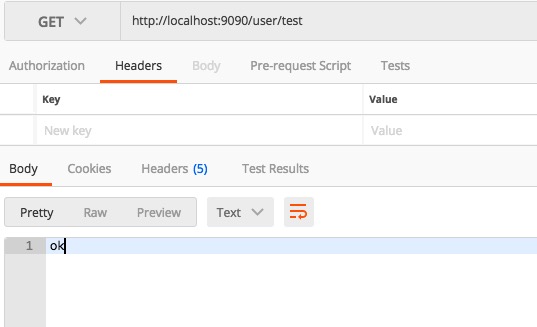 GET http://localhost:9090/user/test
Authorization Headers Body Pre-request Script Tests
Key Value
New key Value
Body Cookies Headers (5) Test Results
Pretty Raw Preview Text
1 ok